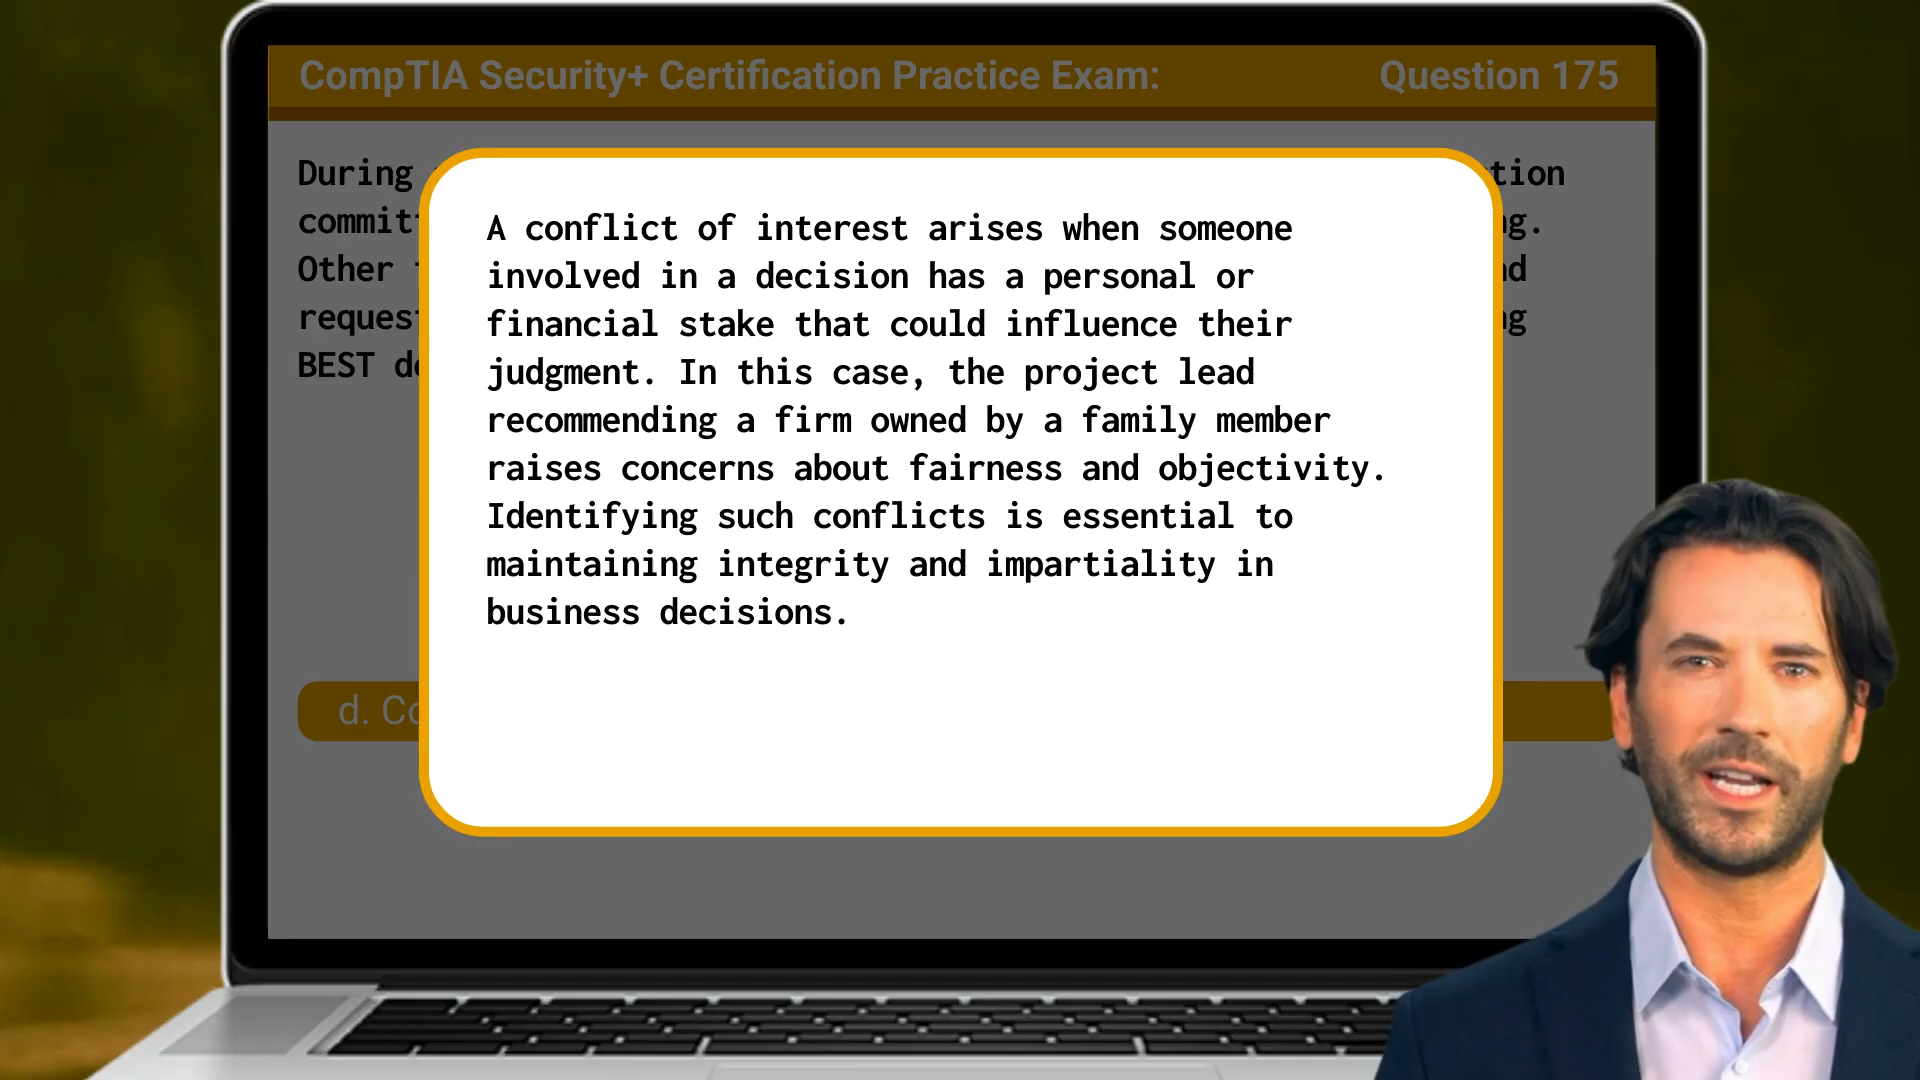 CompTIA Security+ Certification Practice Exam: Question 175
During
tion
Other
BEST
A conflict of interest arises when someone
involved in a decision has a personal or
financial stake that could influence their
judgment. In this case, the project lead
recommending a firm owned by a family member
raises concerns about fairness and objectivity.
Identifying such conflicts is essential to
maintaining integrity and impartiality in
business decisions.
d. Co